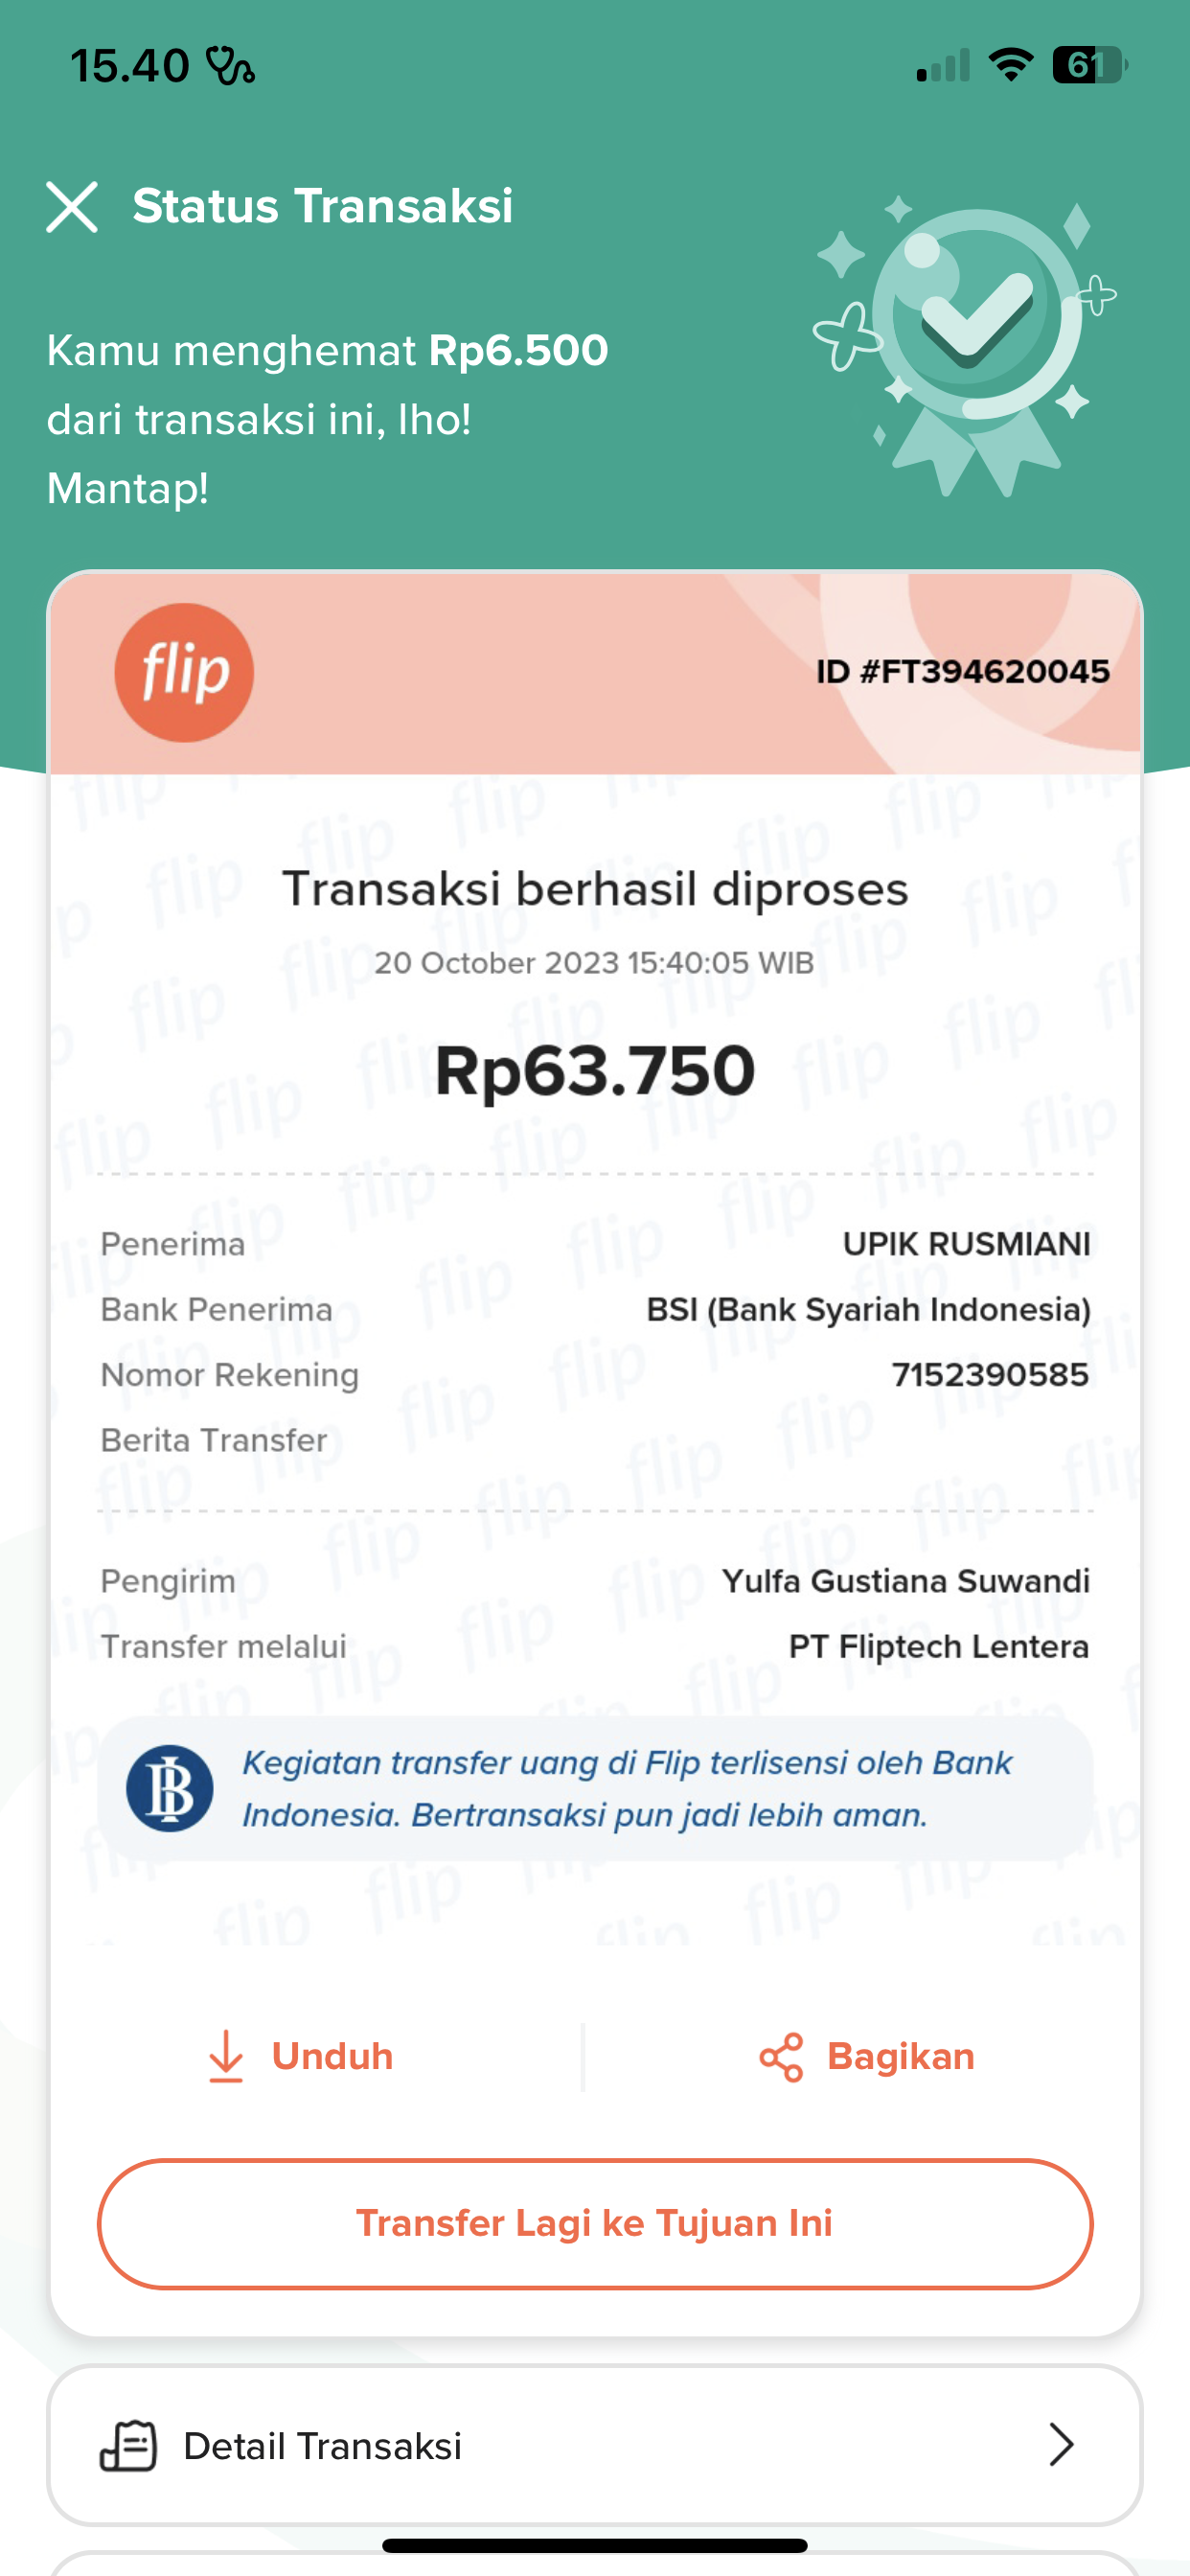 15.40
61
Status Transaksi
Kamu menghemat Rp6.500
dari transaksi ini, lho!
Mantap!
flip
ID #FT394620045
Transaksi berhasil diproses
20 October 2023 15:40:05 WIB
Rp63.750
Penerima UPIK RUSMIANI
Bank Penerima BSI (Bank Syariah Indonesia)
Nomor Rekening 7152390585
Berita Transfer
Pengirim Yulfa Gustiana Suwandi
Transfer melalui PT Fliptech Lentera
Kegiatan transfer uang di Flip terlisensi oleh Bank
Indonesia. Bertransaksi pun jadi lebih aman.
Unduh
Bagikan
Transfer Lagi ke Tujuan Ini
Detail Transaksi